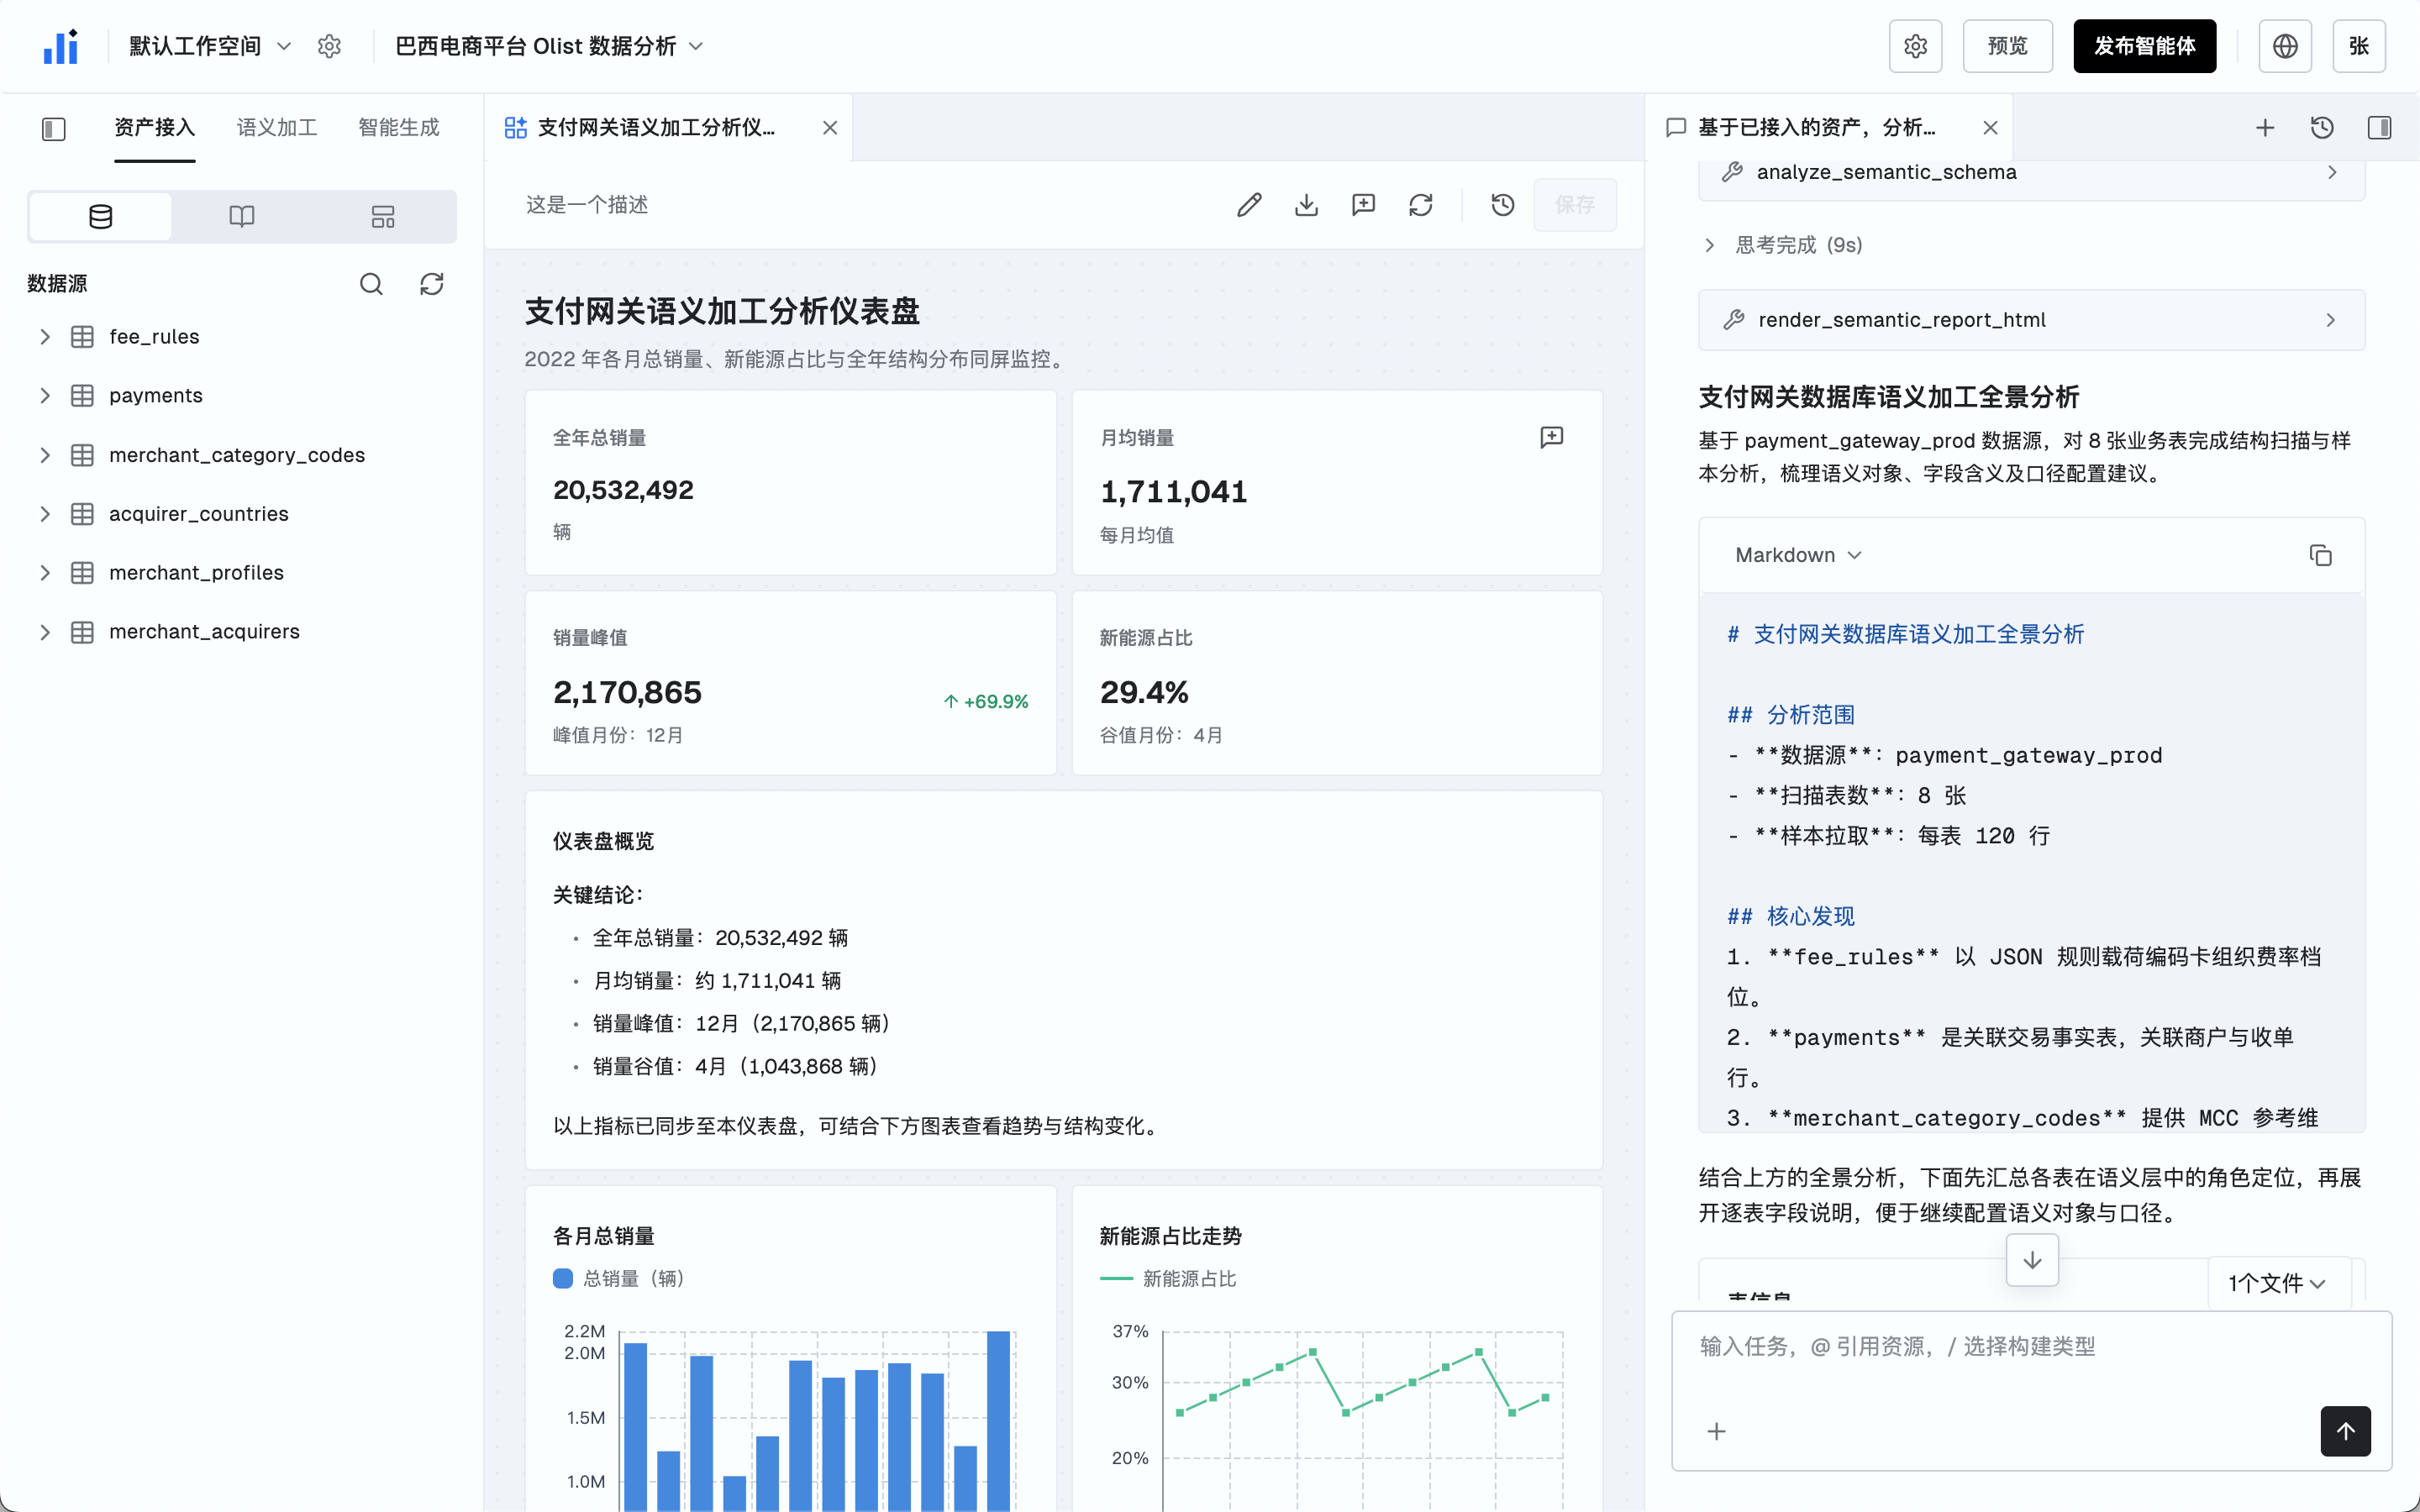 默认工作空间
巴西电商平台 Olist 数据分析
预览
发布智能体
张
资产接入
语义加工
智能生成
数据源
fee_rules
payments
merchant_category_codes
acquirer_countries
merchant_profiles
merchant_acquirers
支付网关语义加工分析仪...
这是一个描述
保存
支付网关语义加工分析仪表盘
2022 年各月总销量、新能源占比与全年结构分布同屏监控。
全年总销量
20,532,492
辆
月均销量
1,711,041
每月均值
销量峰值
2,170,865
+69.9%
峰值月份：12月
新能源占比
29.4%
谷值月份：4月
仪表盘概览
关键结论：
• 全年总销量：20,532,492 辆
• 月均销量：约 1,711,041 辆
• 销量峰值：12月（2,170,865 辆）
• 销量谷值：4月（1,043,868 辆）
以上指标已同步至本仪表盘，可结合下方图表查看趋势与结构变化。
各月总销量
总销量（辆）
2.2M
2.0M
1.5M
1.0M
新能源占比走势
新能源占比
37%
30%
20%
基于已接入的资产，分析...
analyze_semantic_schema
思考完成 (9s)
render_semantic_report_html
支付网关数据库语义加工全景分析
基于 payment_gateway_prod 数据源，对 8 张业务表完成结构扫描与样
本分析，梳理语义对象、字段含义及口径配置建议。
Markdown
# 支付网关数据库语义加工全景分析
## 分析范围
- **数据源**：payment_gateway_prod
- **扫描表数**：8 张
- **样本拉取**：每表 120 行
## 核心发现
1. **fee_rules** 以 JSON 规则载荷编码卡组织费率档
位。
2. **payments** 是关联交易事实表，关联商户与收单
行。
3. **merchant_category_codes** 提供 MCC 参考维
结合上方的全景分析，下面先汇总各表在语义层中的角色定位，再展
开逐表字段说明，便于继续配置语义对象与口径。
表信息
1个文件
输入任务，@ 引用资源，/ 选择构建类型